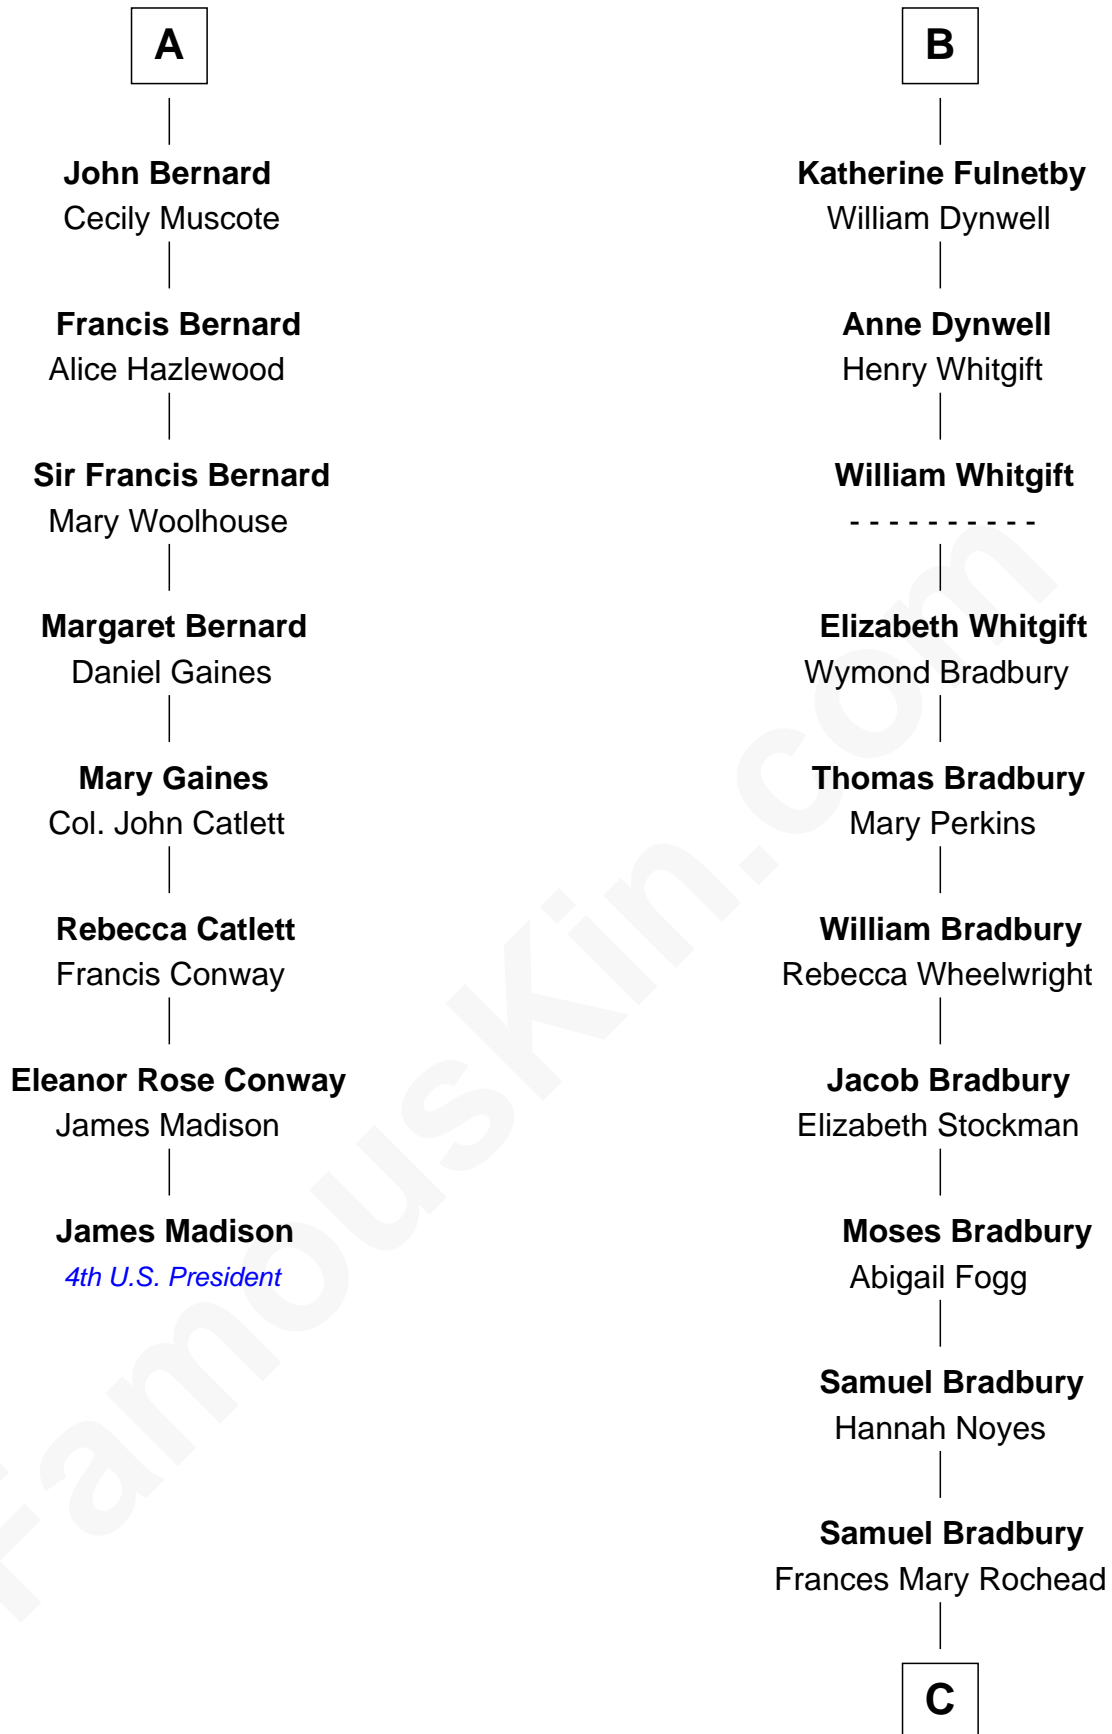 A
John Bernard
Cecily Muscote
Francis Bernard
Alice Hazlewood
Sir Francis Bernard
Mary Woolhouse
Margaret Bernard
Daniel Gaines
Mary Gaines
Col. John Catlett
Rebecca Catlett
Francis Conway
Eleanor Rose Conway
James Madison
James Madison
4th U.S. President
B
Katherine Fulnetby
William Dynwell
Anne Dynwell
Henry Whitgift
William Whitgift
- - - - - - - - - -
Elizabeth Whitgift
Wymond Bradbury
Thomas Bradbury
Mary Perkins
William Bradbury
Rebecca Wheelwright
Jacob Bradbury
Elizabeth Stockman
Moses Bradbury
Abigail Fogg
Samuel Bradbury
Hannah Noyes
Samuel Bradbury
Frances Mary Rochead
C
FamousKin.com